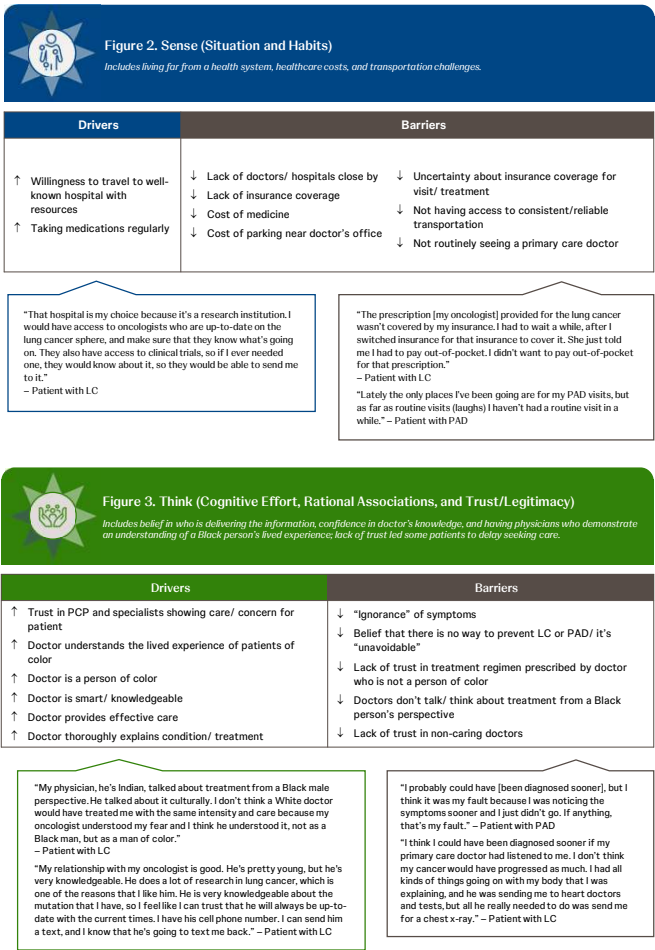 Figure 2. Sense (Situation and Habits)
Includes living far from a health system, healthcare costs, and transportation challenges.
Drivers
Barriers
↑ Willingness to travel to well-
known hospital with
resources
↑ Taking medications regularly
↓ Lack of doctors/ hospitals close by
↓ Lack of insurance coverage
↓ Cost of medicine
↓ Cost of parking near doctor's office
↓ Uncertainty about insurance coverage for
visit/ treatment
↓ Not having access to consistent/reliable
transportation
↓ Not routinely seeing a primary care doctor
“That hospital is my choice because it's a research institution. I
would have access to oncologists who are up-to-date on the
lung cancer sphere, and make sure that they know what's going
on. They also have access to clinical trials, so if I ever needed
one, they would know about it, so they would be able to send me
to it.”
– Patient with LC
“The prescription [my oncologist] provided for the lung cancer
wasn't covered by my insurance. I had to wait a while, after I
switched insurance for that insurance to cover it. She just told
me I had to pay out-of-pocket. I didn't want to pay out-of-pocket
for that prescription.”
– Patient with LC
“Lately the only places I've been going are for my PAD visits, but
as far as routine visits (laughs) I haven't had a routine visit in a
while.” – Patient with PAD
Figure 3. Think (Cognitive Effort, Rational Associations, and Trust/Legitimacy)
Includes belief in who is delivering the information, confidence in doctor's knowledge, and having physicians who demonstrate
an understanding of a Black person's lived experience; lack of trust led some patients to delay seeking care.
Drivers
Barriers
↑ Trust in PCP and specialists showing care/ concern for
patient
↑ Doctor understands the lived experience of patients of
color
↑ Doctor is a person of color
↑ Doctor is smart/ knowledgeable
↑ Doctor provides effective care
↑ Doctor thoroughly explains condition/ treatment
↓ “Ignorance” of symptoms
↓ Belief that there is no way to prevent LC or PAD/ it's
“unavoidable”
↓ Lack of trust in treatment regimen prescribed by doctor
who is not a person of color
↓ Doctors don't talk/ think about treatment from a Black
person's perspective
↓ Lack of trust in non-caring doctors
“My physician, he's Indian, talked about treatment from a Black male
perspective. He talked about it culturally. I don't think a White doctor
would have treated me with the same intensity and care because my
oncologist understood my fear and I think he understood it, not as a
Black man, but as a man of color.”
– Patient with LC
“My relationship with my oncologist is good. He's pretty young, but he's
very knowledgeable. He does a lot of research in lung cancer, which is
one of the reasons that I like him. He is very knowledgeable about the
mutation that I have, so I feel like I can trust that he will always be up-to-
date with the current times. I have his cell phone number. I can send him
a text, and I know that he's going to text me back.” – Patient with LC
“I probably could have [been diagnosed sooner], but I
think it was my fault because I was noticing the
symptoms sooner and I just didn't go. If anything,
that's my fault.” – Patient with PAD
“I think I could have been diagnosed sooner if my
primary care doctor had listened to me. I don't think
my cancer would have progressed as much. I had all
kinds of things going on with my body that I was
explaining, and he was sending me to heart doctors
and tests, but all he really needed to do was send me
for a chest x-ray.” – Patient with LC